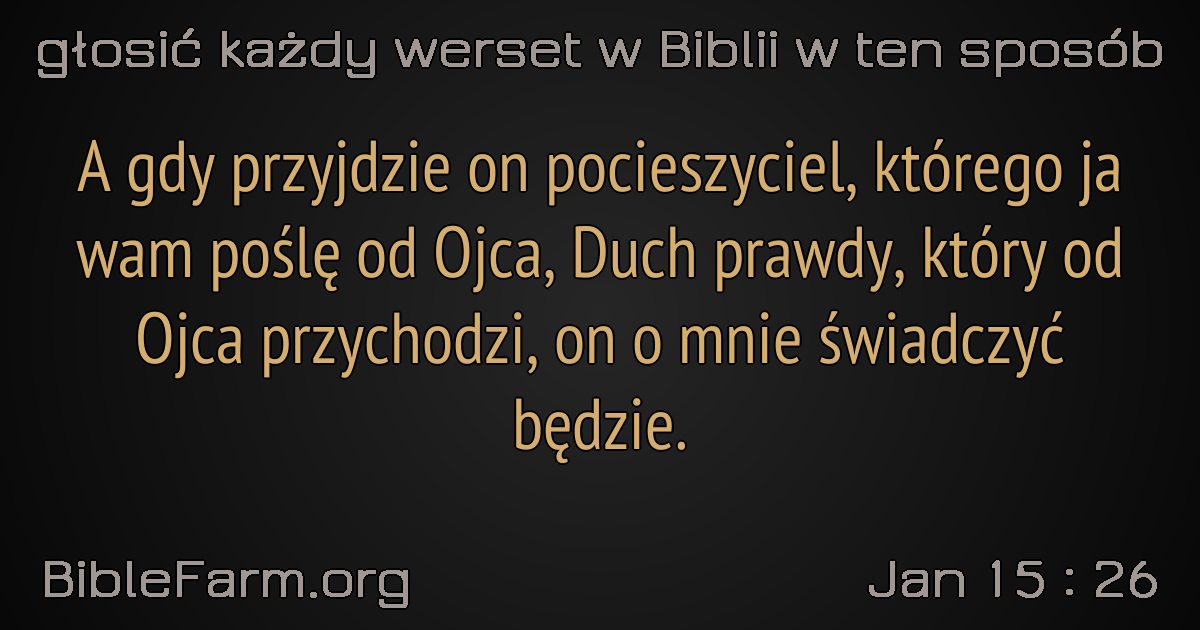 głosić każdy werset w Biblii w ten sposób
A gdy przyjdzie on pocieszyciel, którego ja
wam poślę od Ojca, Duch prawdy, który od
Ojca przychodzi, on o mnie świadczyć
będzie.
BibleFarm.org
Jan 15 : 26